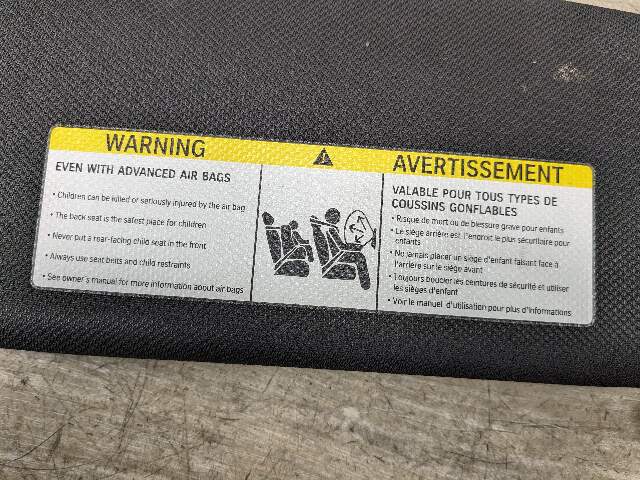 WARNING
EVEN WITH ADVANCED AIR BAGS
• Children can be killed or seriously injured by the air bag
• The back seat is the safest place for children
• Never put a rear-facing child seat in the front
• Always use seat belts and child restraints
• See owner's manual for more information about air bags
AVERTISSEMENT
VALABLE POUR TOUS TYPES DE
COUSSINS GONFLABLES
• Risque de mort ou de blessure grave pour enfants
• Le siège arrière est l'endroit le plus sécuritaire pour
enfants
• Ne jamais placer un siège d'enfant faisant face à
l'arrière sur le siège avant
• Toujours boucler les ceintures de sécurité et utiliser
les sièges d'enfant
• Voir le manuel d'utilisation pour plus d'informations